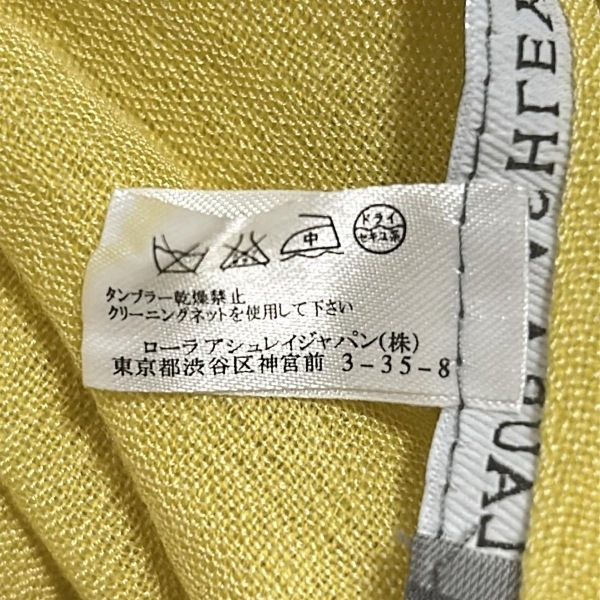 中
ドライ
セキユ系
タンブラー乾燥禁止
クリーニングネットを使用して下さい
ローラ アシュレイジャパン(株)
東京都渋谷区神宮前 3-35-8
LAURA ASHLEY